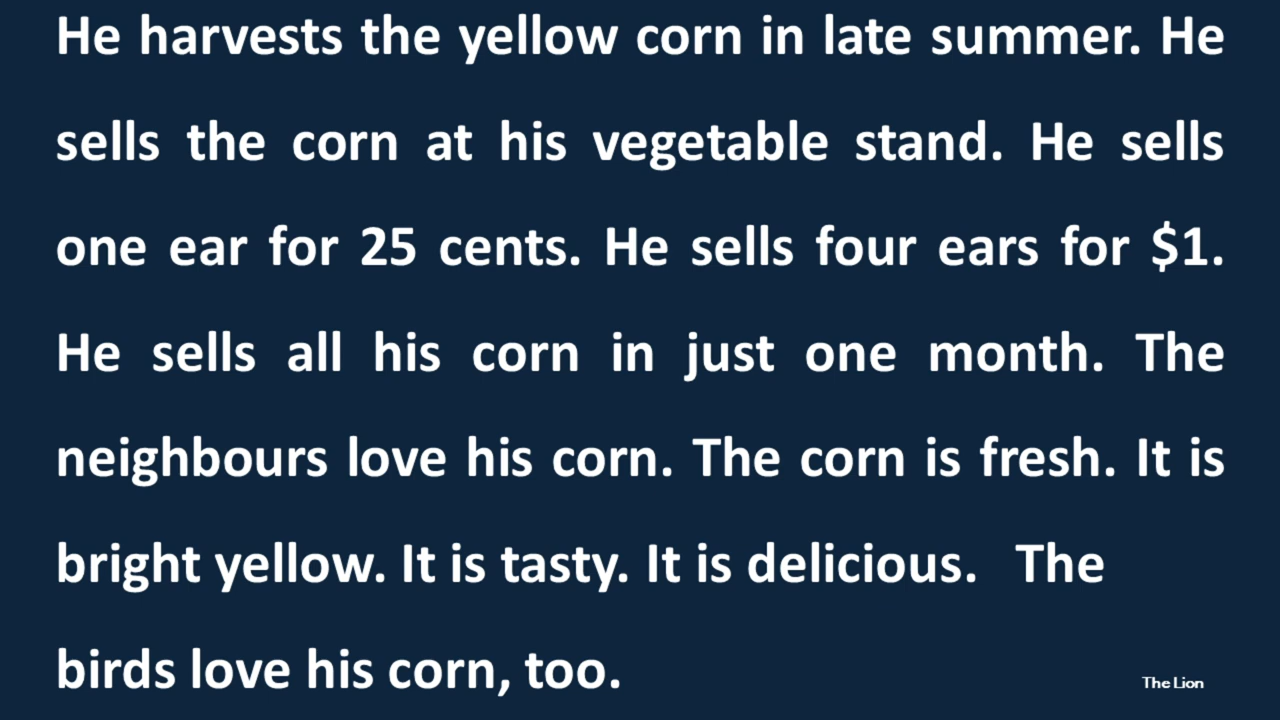 He harvests the yellow corn in late summer. He
sells the corn at his vegetable stand. He sells
one ear for 25 cents. He sells four ears for $1.
He sells all his corn in just one month. The
neighbours love his corn. The corn is fresh. It is
bright yellow. It is tasty. It is delicious. The
birds love his corn, too.
The Lion